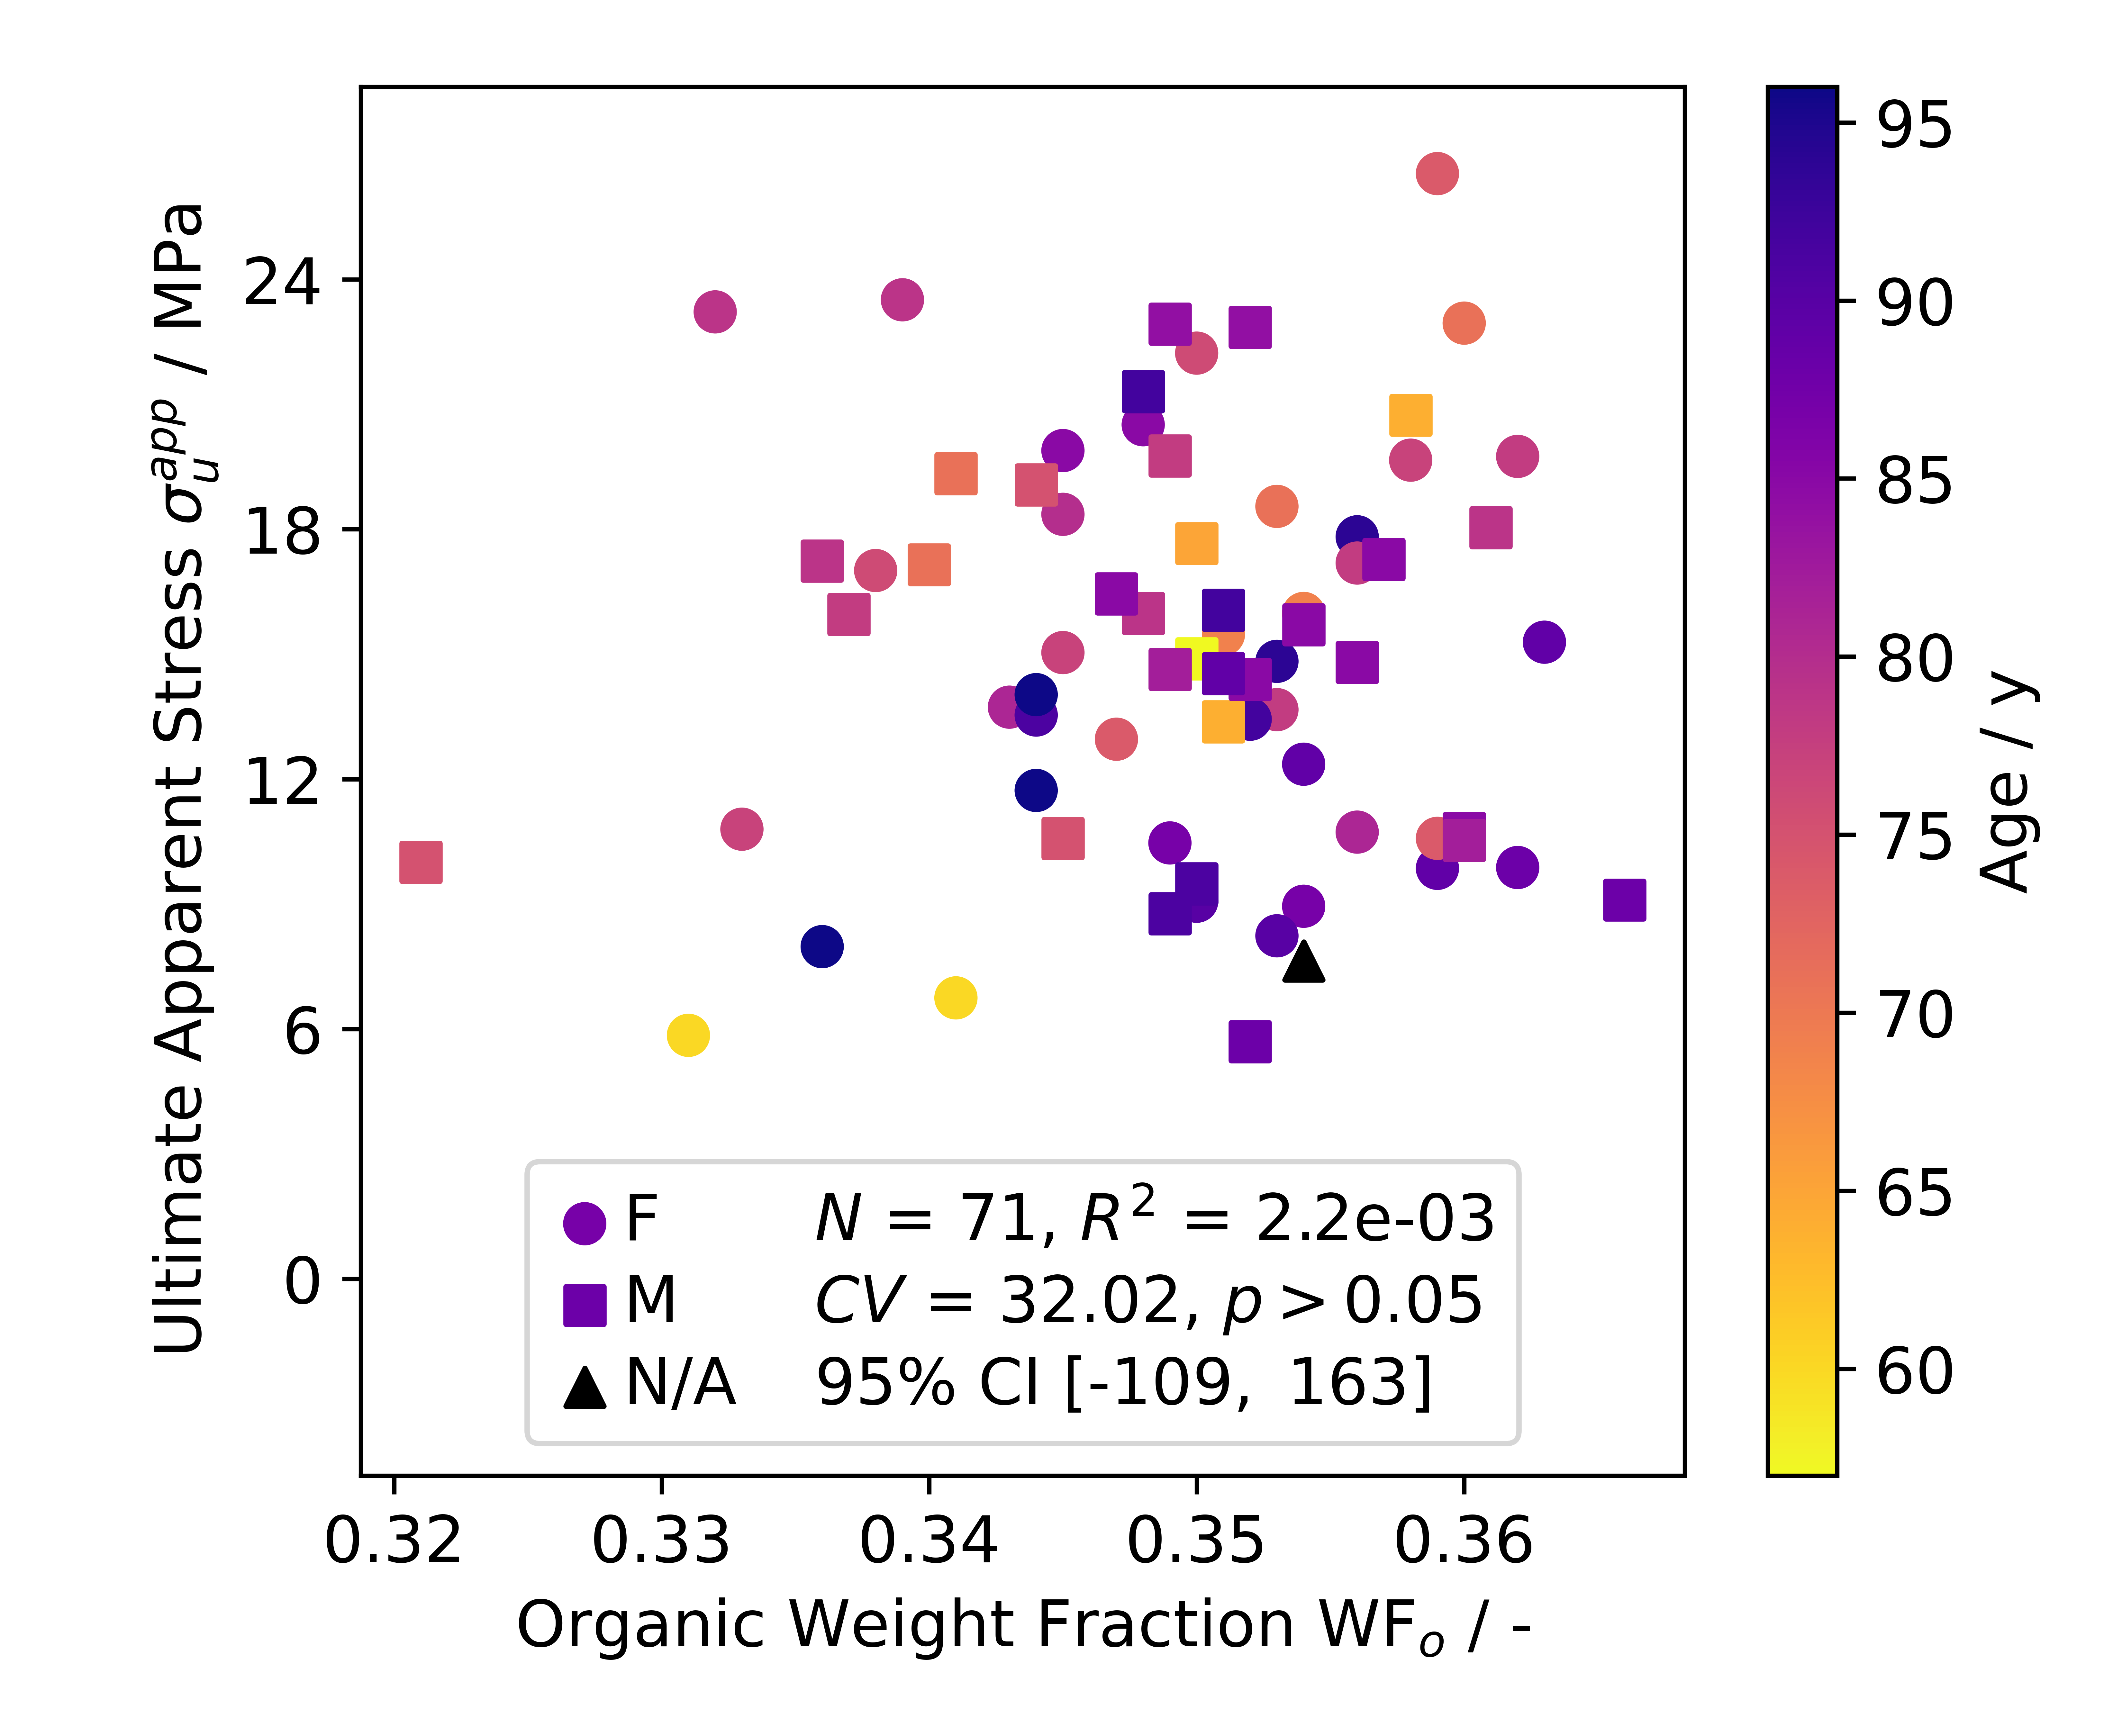 Ultimate Apparent Stress σ_u^app / MPa
24
18
12
6
0
F N = 71, R² = 2.2e-03
M CV = 32.02, p > 0.05
N/A 95% CI [-109, 163]
0.32 0.33 0.34 0.35 0.36
Organic Weight Fraction WFₒ / -
95
90
85
80
75
70
65
60
Age / y